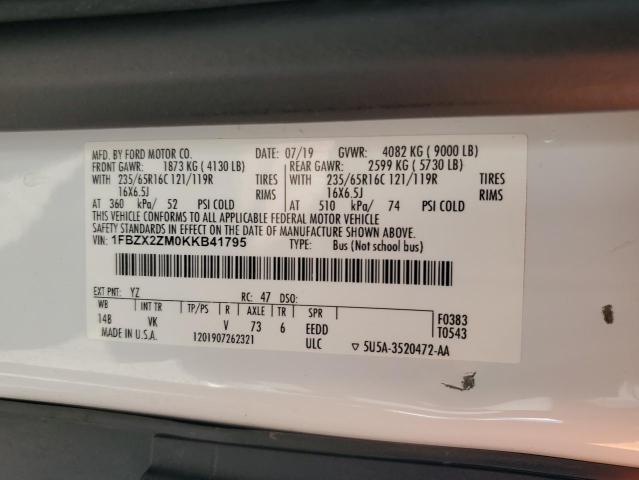 MFD. BY FORD MOTOR CO. DATE: 07/19 GVWR: 4082 KG ( 9000 LB)
FRONT GAWR: 1873 KG ( 4130 LB) REAR GAWR: 2599 KG ( 5730 LB)
WITH 235/65R16C 121/119R TIRES WITH 235/65R16C 121/119R TIRES
16X6.5J RIMS 16X6.5J RIMS
AT 360 kPa/ 52 PSI COLD AT 510 kPa/ 74 PSI COLD
THIS VEHICLE CONFORMS TO ALL APPLICABLE FEDERAL MOTOR VEHICLE
SAFETY STANDARDS IN EFFECT ON THE DATE OF MANUFACTURE SHOWN ABOVE.
VIN: 1FBZX2ZM0KKB41795 TYPE: Bus (Not school bus)
EXT PNT: YZ RC: 47 DSO:
WB INT TR TP/PS R AXLE TR SPR F0383
14B VK V 73 6 EEDD T0543
MADE IN U.S.A. 1201907262321 ULC ▽ 5U5A-3520472-AA